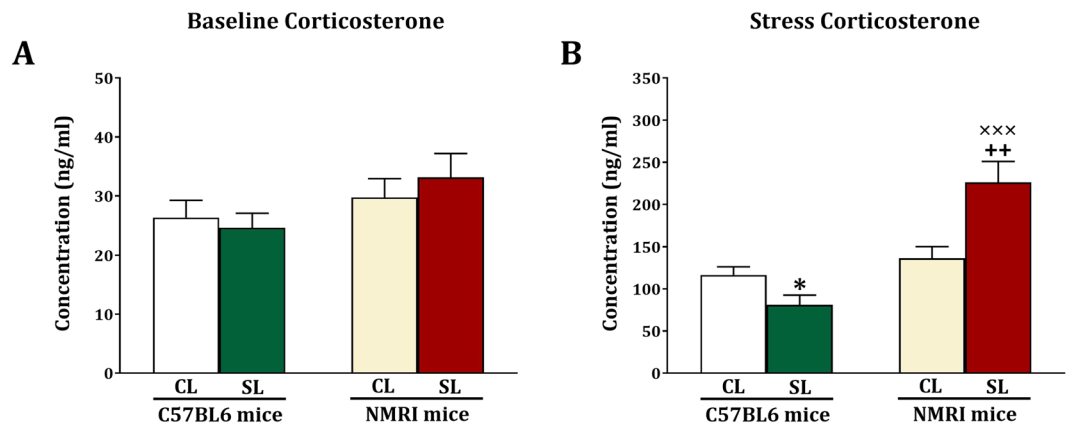 Baseline Corticosterone
A
Concentration (ng/ml)
50
40
30
20
10
0
CL SL CL SL
C57BL6 mice NMRI mice
Stress Corticosterone
B
Concentration (ng/ml)
350
300
250
200
150
100
50
0
×××
++
*
CL SL CL SL
C57BL6 mice NMRI mice